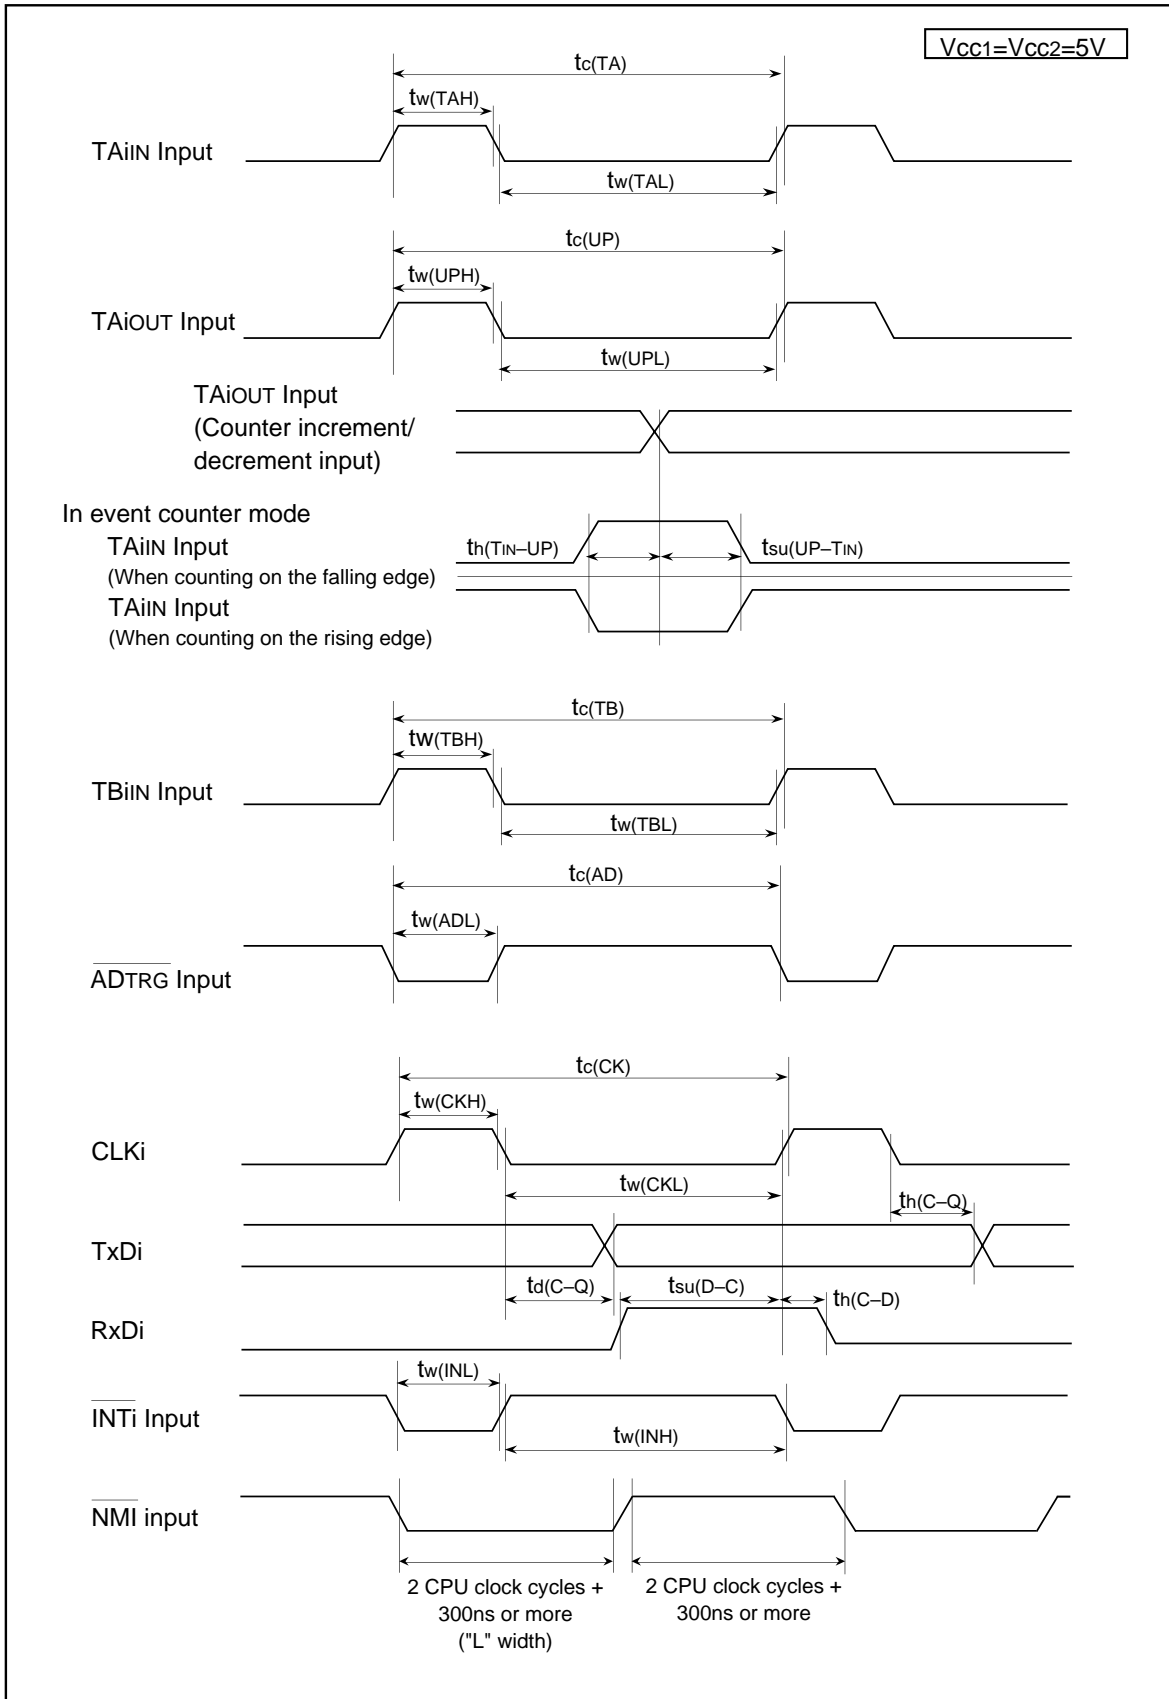 Vcc1=Vcc2=5V
tc(TA)
tw(TAH)
TAiIN Input
tw(TAL)
tc(UP)
tw(UPH)
TAiOUT Input
tw(UPL)
TAiOUT Input
(Counter increment/
decrement input)
In event counter mode
TAiIN Input
th(TIN–UP)
tsu(UP–TIN)
(When counting on the falling edge)
TAiIN Input
(When counting on the rising edge)
tc(TB)
tw(TBH)
TBiIN Input
tw(TBL)
tc(AD)
tw(ADL)
ADTRG Input
tc(CK)
tw(CKH)
CLKi
tw(CKL)
th(C–Q)
TxDi
td(C–Q)
tsu(D–C)
th(C–D)
RxDi
tw(INL)
INTi Input
tw(INH)
NMI input
2 CPU clock cycles +
300ns or more
("L" width)
2 CPU clock cycles +
300ns or more